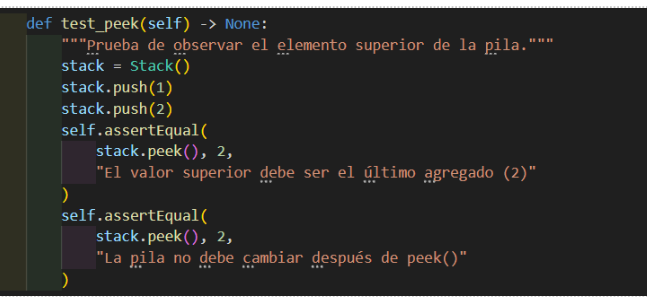 def test_peek(self) -> None:
"""Prueba de observar el elemento superior de la pila."""
stack = Stack()
stack.push(1)
stack.push(2)
self.assertEqual(
stack.peek(), 2,
"El valor superior debe ser el último agregado (2)"
)
self.assertEqual(
stack.peek(), 2,
"La pila no debe cambiar después de peek()"
)